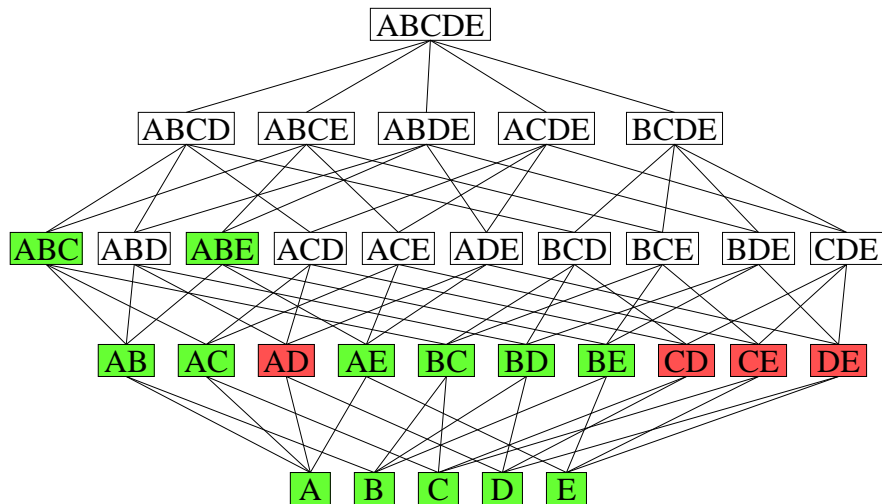 ABCDE
ABCD ABCE ABDE ACDE BCDE
ABC ABD ABE ACD ACE ADE BCD BCE BDE CDE
AB AC AD AE BC BD BE CD CE DE
A B C D E